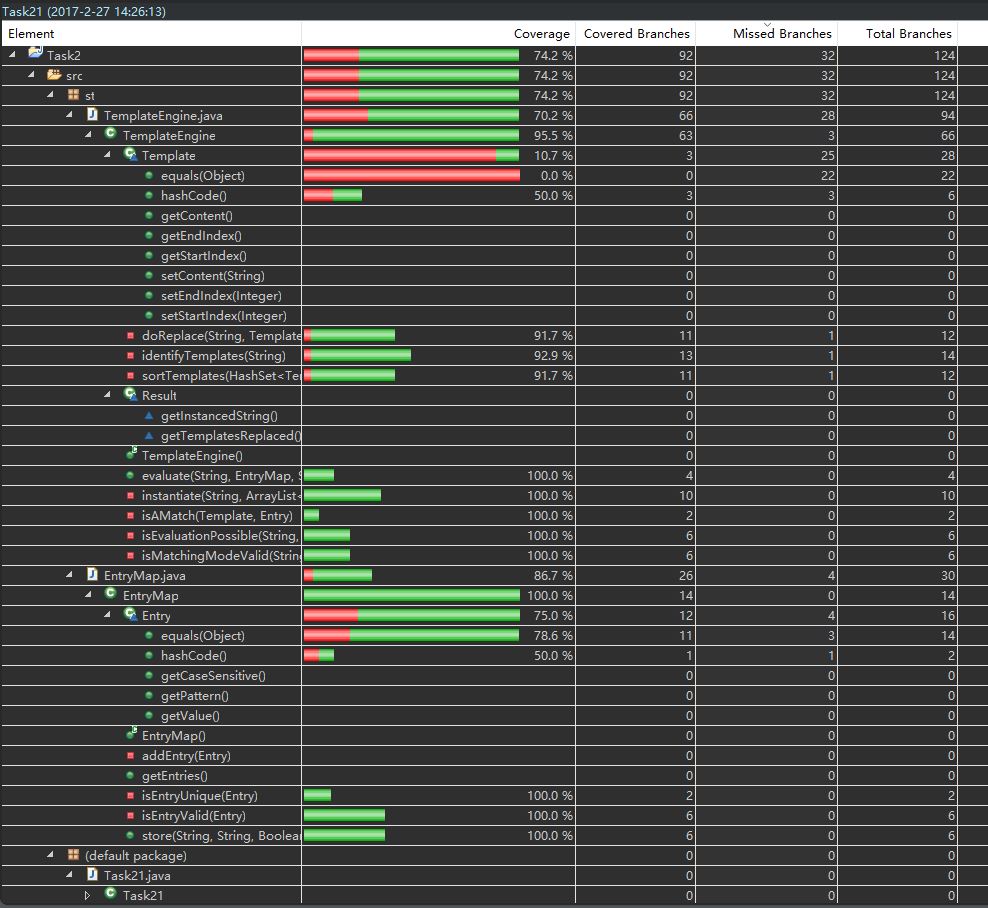 Task21 (2017-2-27 14:26:13)
Element Coverage Covered Branches Missed Branches Total Branches
Task2 74.2 % 92 32 124
src 74.2 % 92 32 124
st 74.2 % 92 32 124
TemplateEngine.java 70.2 % 66 28 94
TemplateEngine 95.5 % 63 3 66
Template 10.7 % 3 25 28
equals(Object) 0.0 % 0 22 22
hashCode() 50.0 % 3 3 6
getContent() 0 0 0
getEndIndex() 0 0 0
getStartIndex() 0 0 0
setContent(String) 0 0 0
setEndIndex(Integer) 0 0 0
setStartIndex(Integer) 0 0 0
doReplace(String, Template 91.7 % 11 1 12
identifyTemplates(String) 92.9 % 13 1 14
sortTemplates(HashSet<Te 91.7 % 11 1 12
Result 0 0 0
getInstancedString() 0 0 0
getTemplatesReplaced() 0 0 0
TemplateEngine() 0 0 0
evaluate(String, EntryMap, S 100.0 % 4 0 4
instantiate(String, ArrayList< 100.0 % 10 0 10
isAMatch(Template, Entry) 100.0 % 2 0 2
isEvaluationPossible(String, 100.0 % 6 0 6
isMatchingModeValid(String 100.0 % 6 0 6
EntryMap.java 86.7 % 26 4 30
EntryMap 100.0 % 14 0 14
Entry 75.0 % 12 4 16
equals(Object) 78.6 % 11 3 14
hashCode() 50.0 % 1 1 2
getCaseSensitive() 0 0 0
getPattern() 0 0 0
getValue() 0 0 0
EntryMap() 0 0 0
addEntry(Entry) 0 0 0
getEntries() 0 0 0
isEntryUnique(Entry) 100.0 % 2 0 2
isEntryValid(Entry) 100.0 % 6 0 6
store(String, String, Boolea 100.0 % 6 0 6
(default package) 0 0 0
Task21.java 0 0 0
Task21 0 0 0